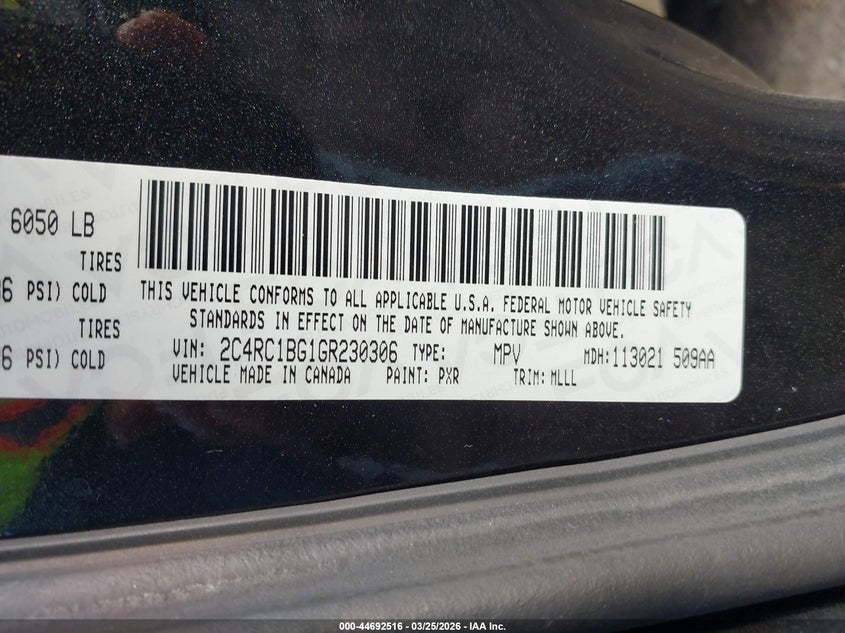 6050 LB
TIRES
6 PSI) COLD
TIRES
6 PSI) COLD
THIS VEHICLE CONFORMS TO ALL APPLICABLE U.S.A. FEDERAL MOTOR VEHICLE SAFETY
STANDARDS IN EFFECT ON THE DATE OF MANUFACTURE SHOWN ABOVE.
VIN: 2C4RC1BG1GR230306 TYPE: MPV MDH: 113021 509AA
VEHICLE MADE IN CANADA PAINT: PXR TRIM: MLLL
000-44692516 - 03/25/2026 - IAA Inc.